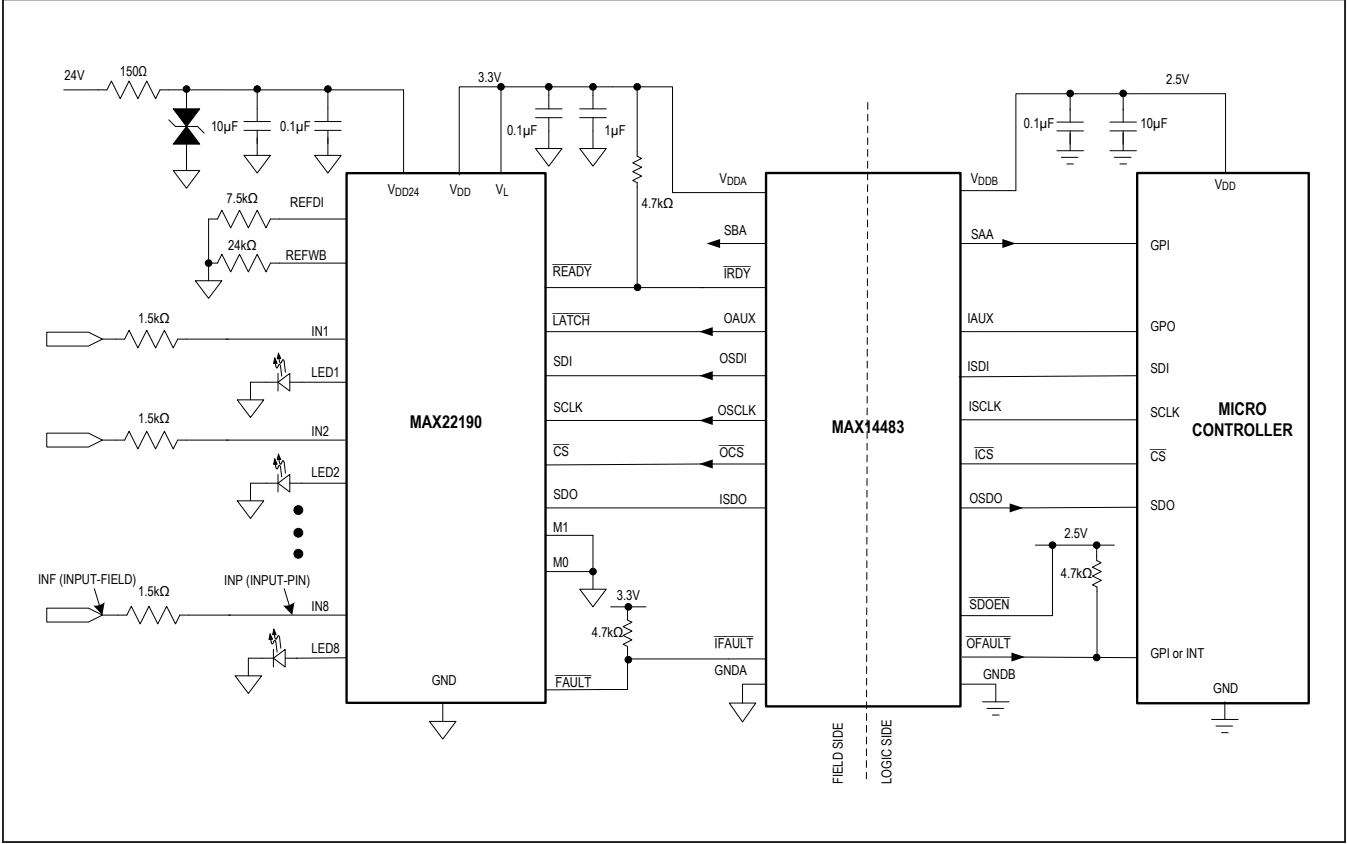 24V
150Ω
10µF
0.1µF
3.3V
0.1µF
1µF
4.7kΩ
2.5V
0.1µF
10µF
VDD24
VDD
VL
7.5kΩ
REFDI
24kΩ
REFWB
1.5kΩ
IN1
LED1
1.5kΩ
IN2
LED2
INF (INPUT-FIELD)
1.5kΩ
INP (INPUT-PIN)
IN8
LED8
MAX22190
GND
READY
LATCH
SDI
SCLK
CS
SDO
M1
M0
FAULT
3.3V
4.7kΩ
VDDA
SBA
IRDY
OAUX
OSDI
OSCLK
OCS
ISDO
IFAULT
GNDA
MAX14483
FIELD SIDE
LOGIC SIDE
VDDB
SAA
IAUX
ISDI
ISCLK
ICS
OSDO
2.5V
4.7kΩ
SDOEN
OFAULT
GNDB
VDD
GPI
GPO
SDI
SCLK
CS
SDO
GPI or INT
GND
MICRO
CONTROLLER